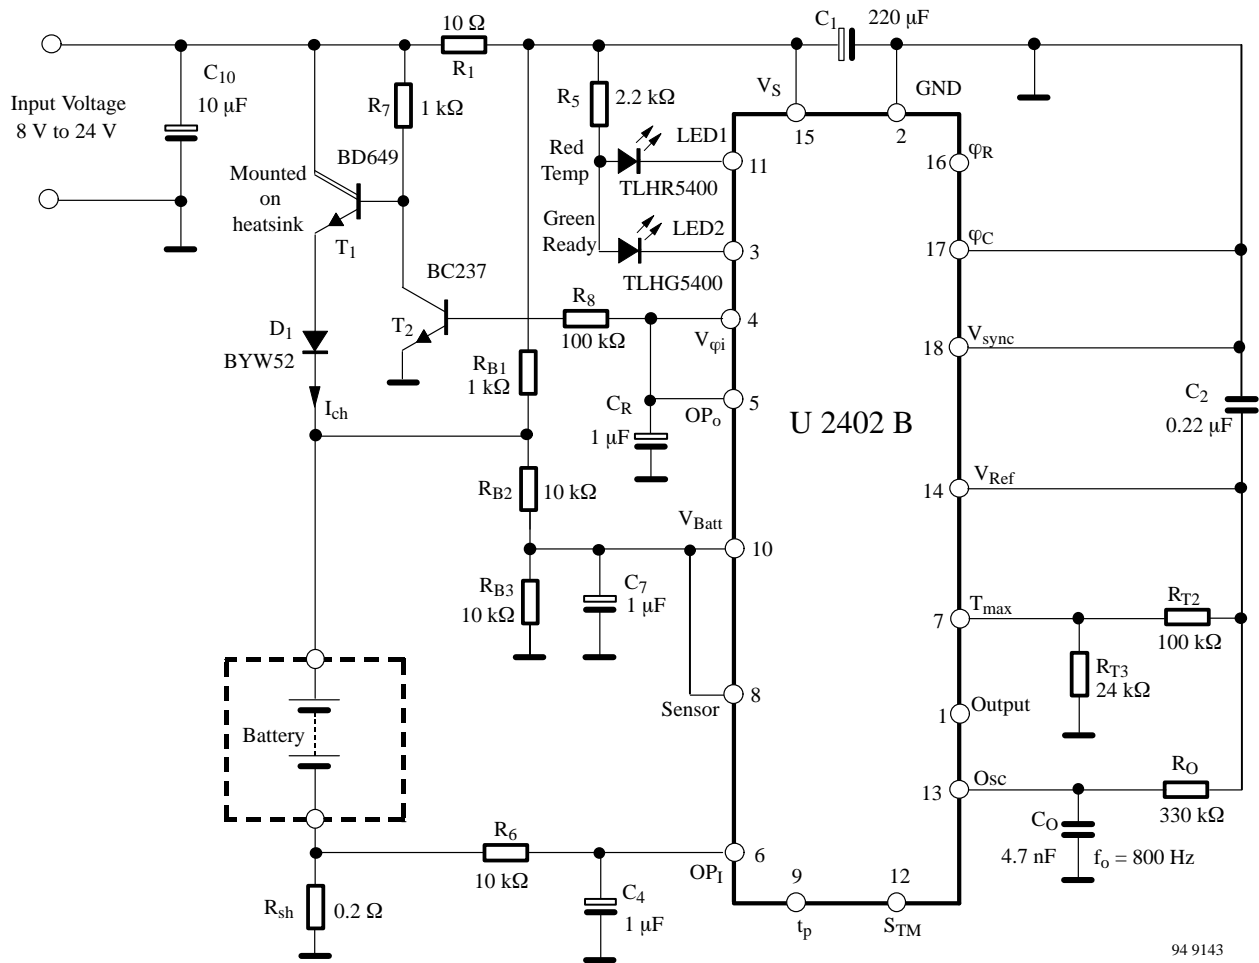 10 Ω
R1
C1
220 µF
C10
10 µF
Input Voltage
8 V to 24 V
R7
1 kΩ
R5
2.2 kΩ
VS
GND
15
2
BD649
Mounted
on
heatsink
T1
Red
Temp
LED1
TLHR5400
11
Green
Ready
LED2
TLHG5400
3
16
φR
17
φC
BC237
T2
R8
100 kΩ
4
Vφi
18
Vsync
D1
BYW52
Ich
RB1
1 kΩ
CR
1 µF
5
OPo
U 2402 B
C2
0.22 µF
RB2
10 kΩ
14
VRef
VBatt
10
RB3
10 kΩ
C7
1 µF
7
Tmax
RT2
100 kΩ
RT3
24 kΩ
Sensor
8
1
Output
Battery
13
Osc
RO
330 kΩ
CO
4.7 nF
fo = 800 Hz
R6
10 kΩ
6
OPI
C4
1 µF
Rsh
0.2 Ω
9
tp
12
STM
94 9143